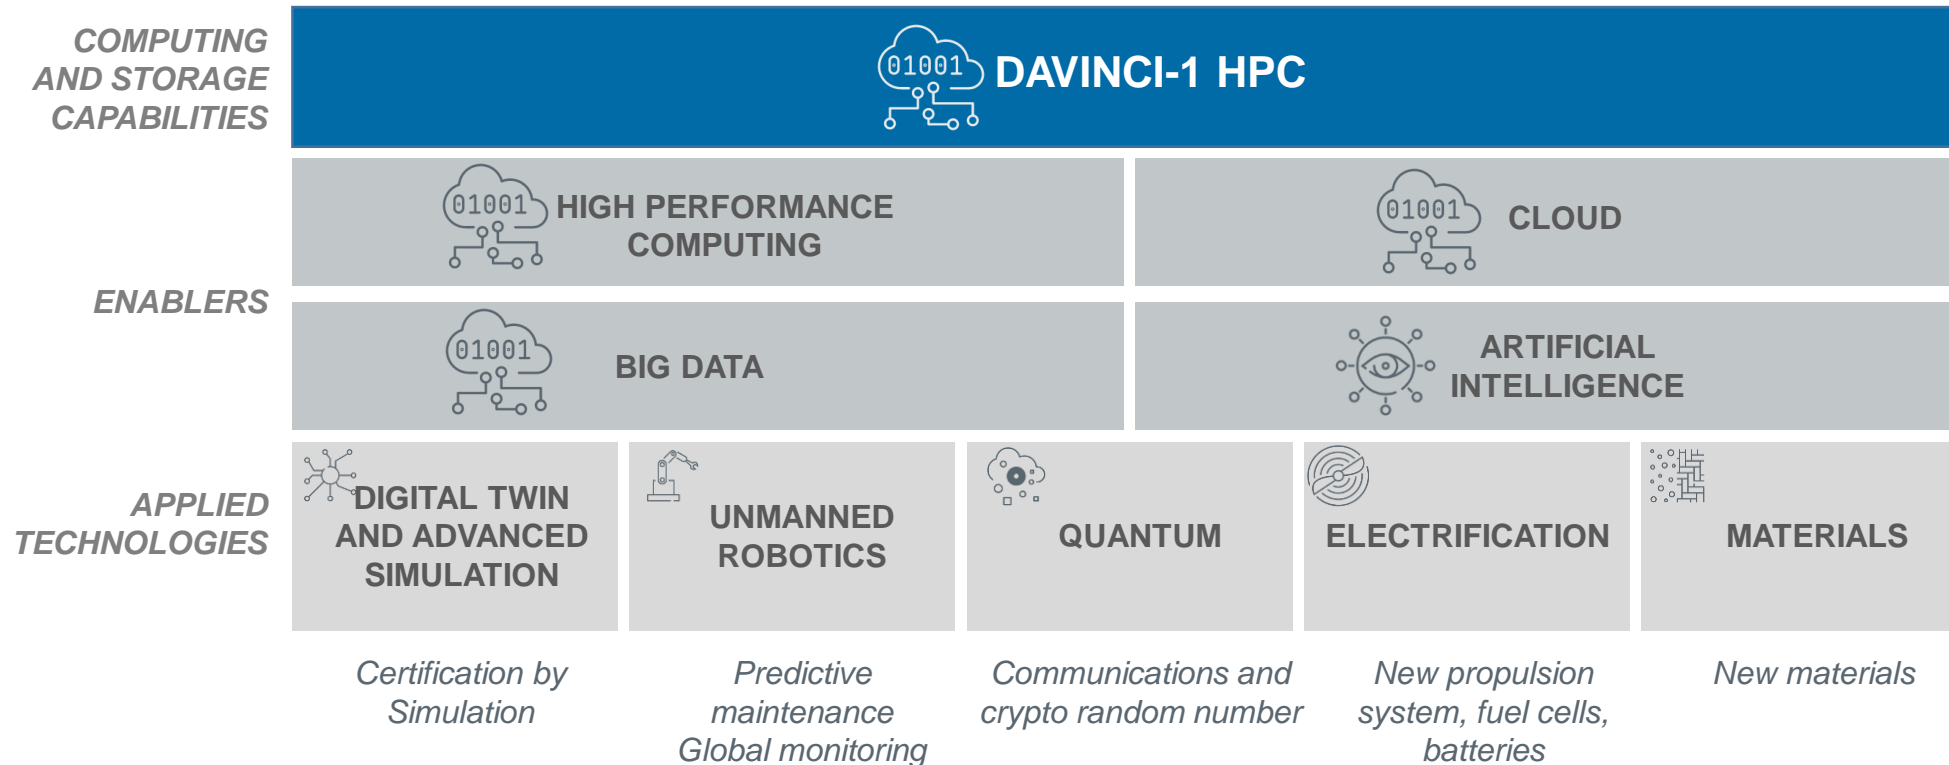 COMPUTING
AND STORAGE
CAPABILITIES
01001
DAVINCI-1 HPC
ENABLERS
01001
HIGH PERFORMANCE
COMPUTING
01001
CLOUD
01001
BIG DATA
ARTIFICIAL
INTELLIGENCE
APPLIED
TECHNOLOGIES
DIGITAL TWIN
AND ADVANCED
SIMULATION
UNMANNED
ROBOTICS
QUANTUM
ELECTRIFICATION
MATERIALS
Certification by
Simulation
Predictive
maintenance
Global monitoring
Communications and
crypto random number
New propulsion
system, fuel cells,
batteries
New materials